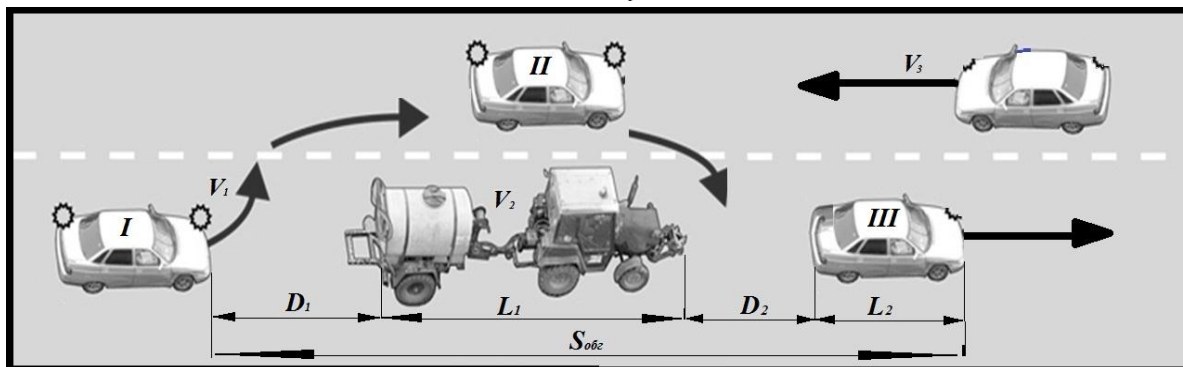 II
V₃
V₁
V₂
I
III
D₁
L₁
D₂
L₂
Sобг